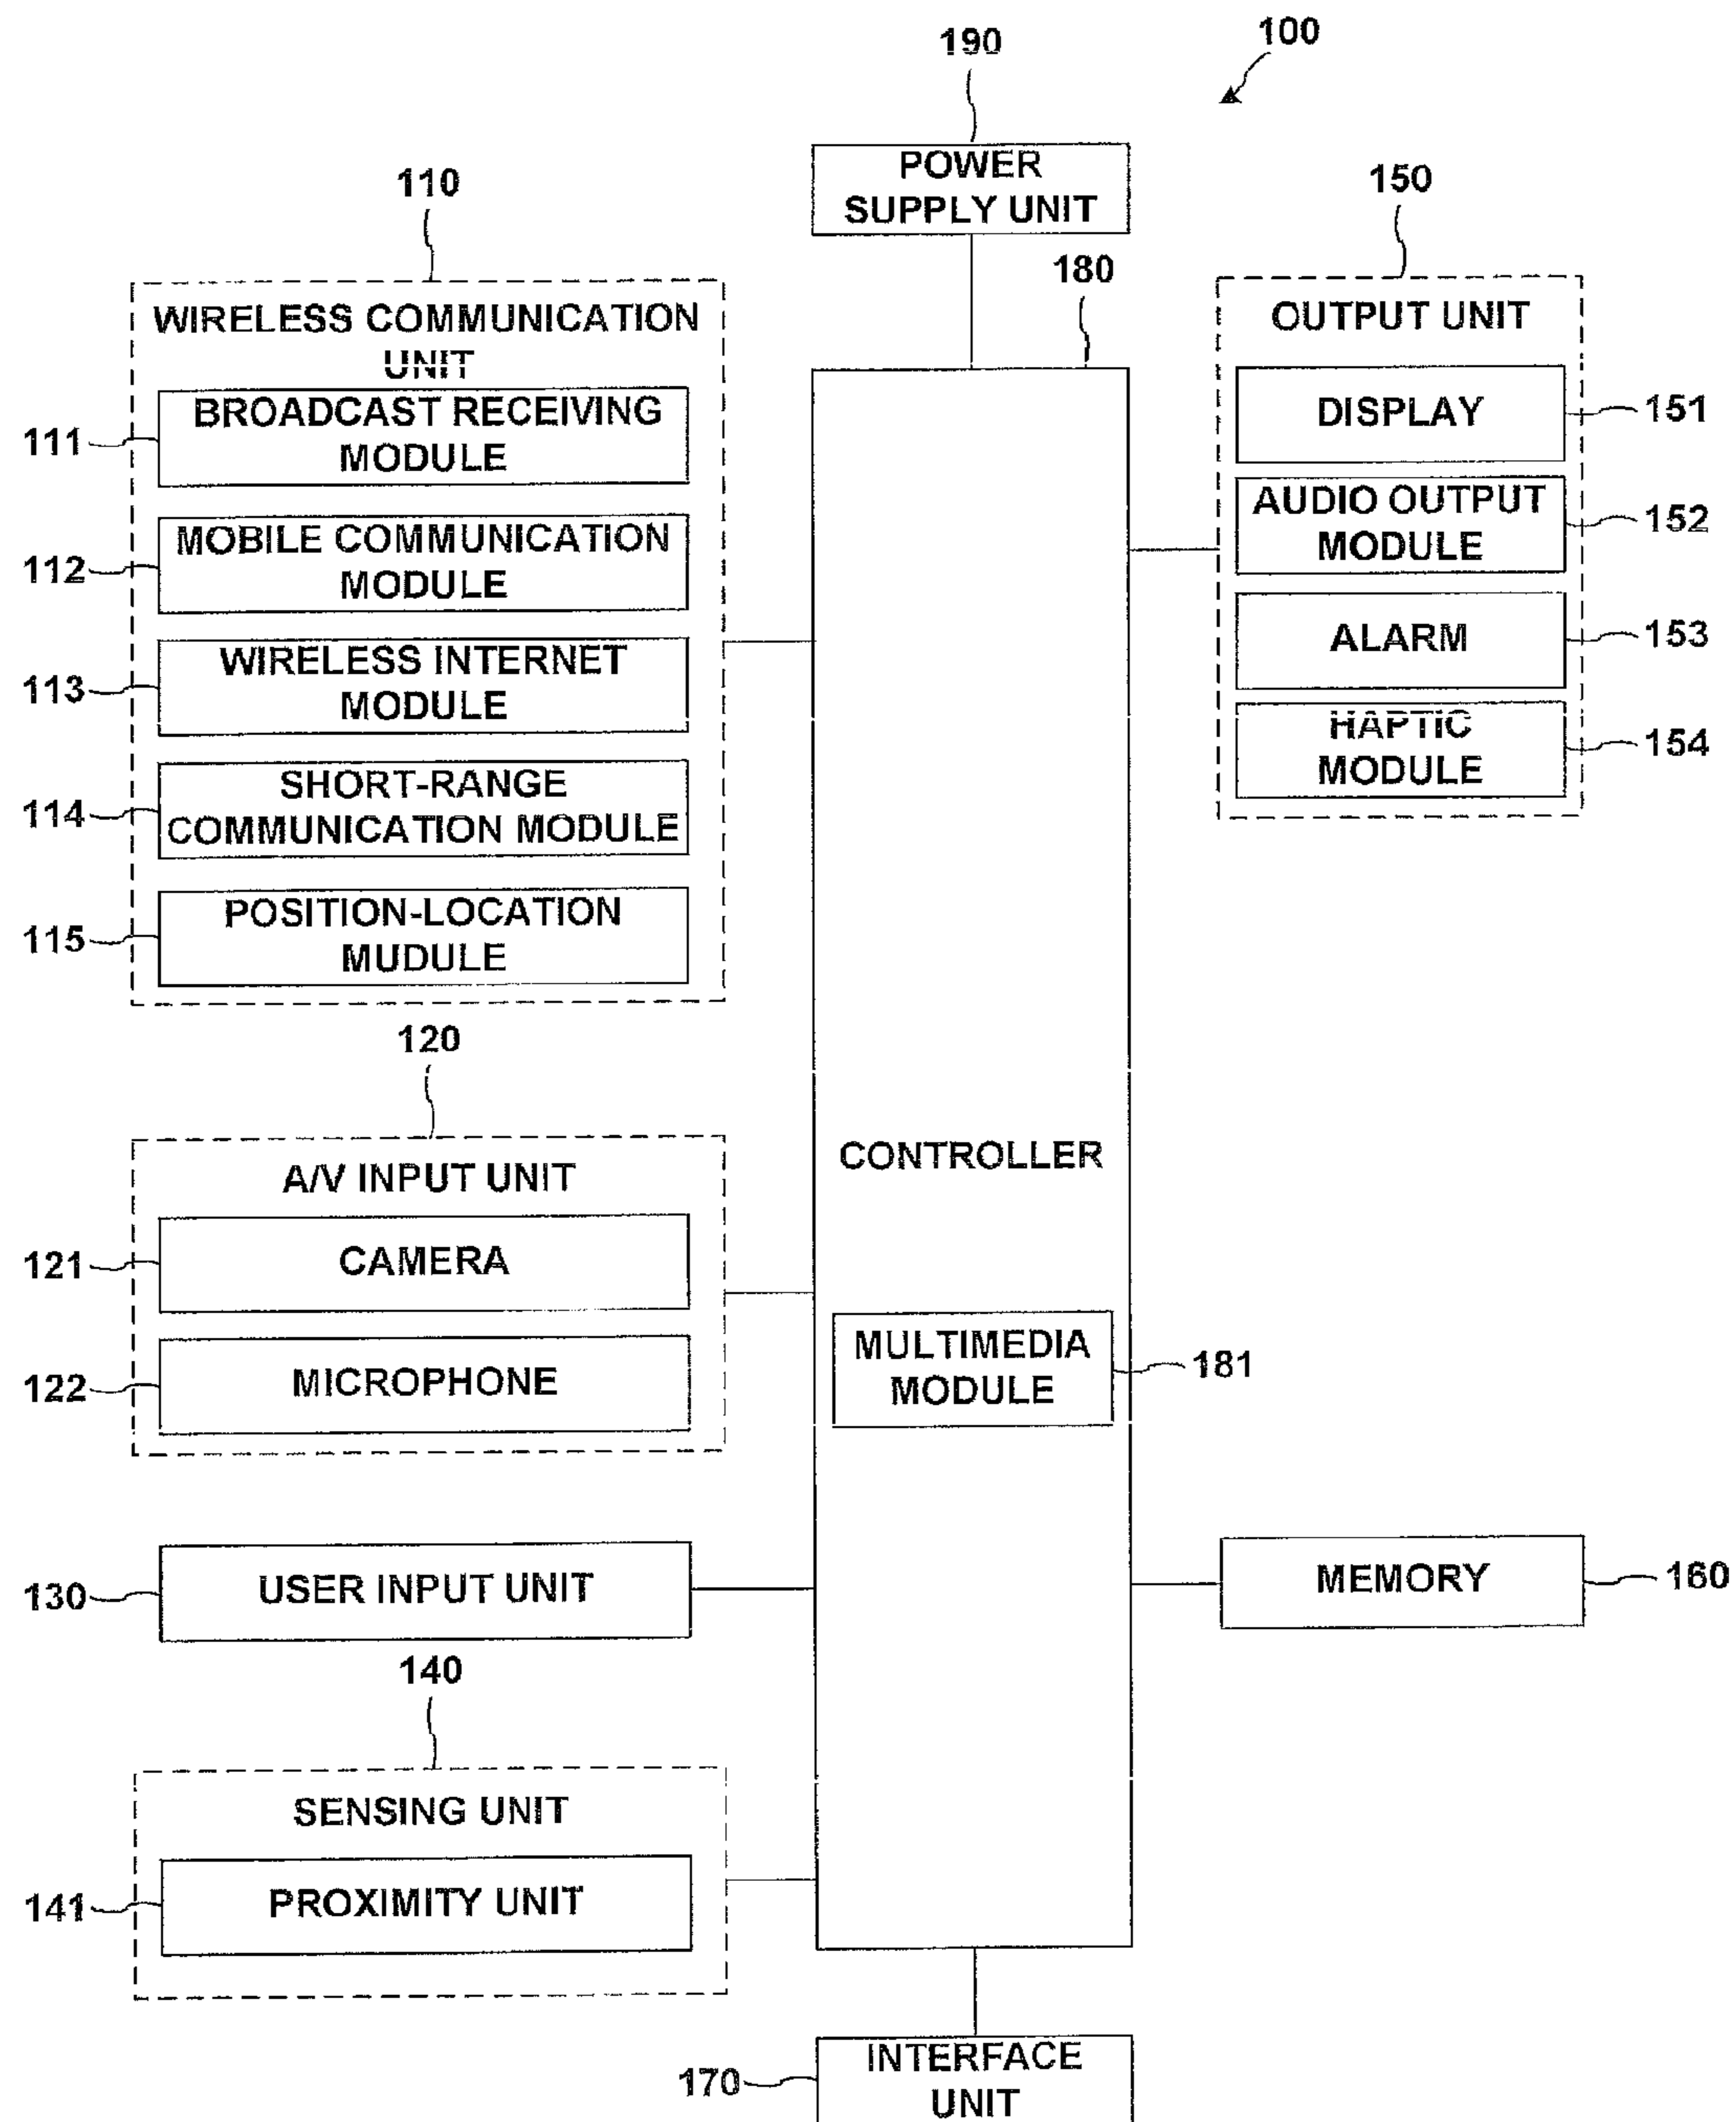 100
190
POWER
SUPPLY UNIT
110
WIRELESS COMMUNICATION
UNIT
111
BROADCAST RECEIVING
MODULE
112
MOBILE COMMUNICATION
MODULE
113
WIRELESS INTERNET
MODULE
114
SHORT-RANGE
COMMUNICATION MODULE
115
POSITION-LOCATION
MUDULE
120
A/V INPUT UNIT
121
CAMERA
122
MICROPHONE
130
USER INPUT UNIT
140
SENSING UNIT
141
PROXIMITY UNIT
180
CONTROLLER
MULTIMEDIA
MODULE
181
150
OUTPUT UNIT
DISPLAY
151
AUDIO OUTPUT
MODULE
152
ALARM
153
HAPTIC
MODULE
154
MEMORY
160
170
INTERFACE
UNIT